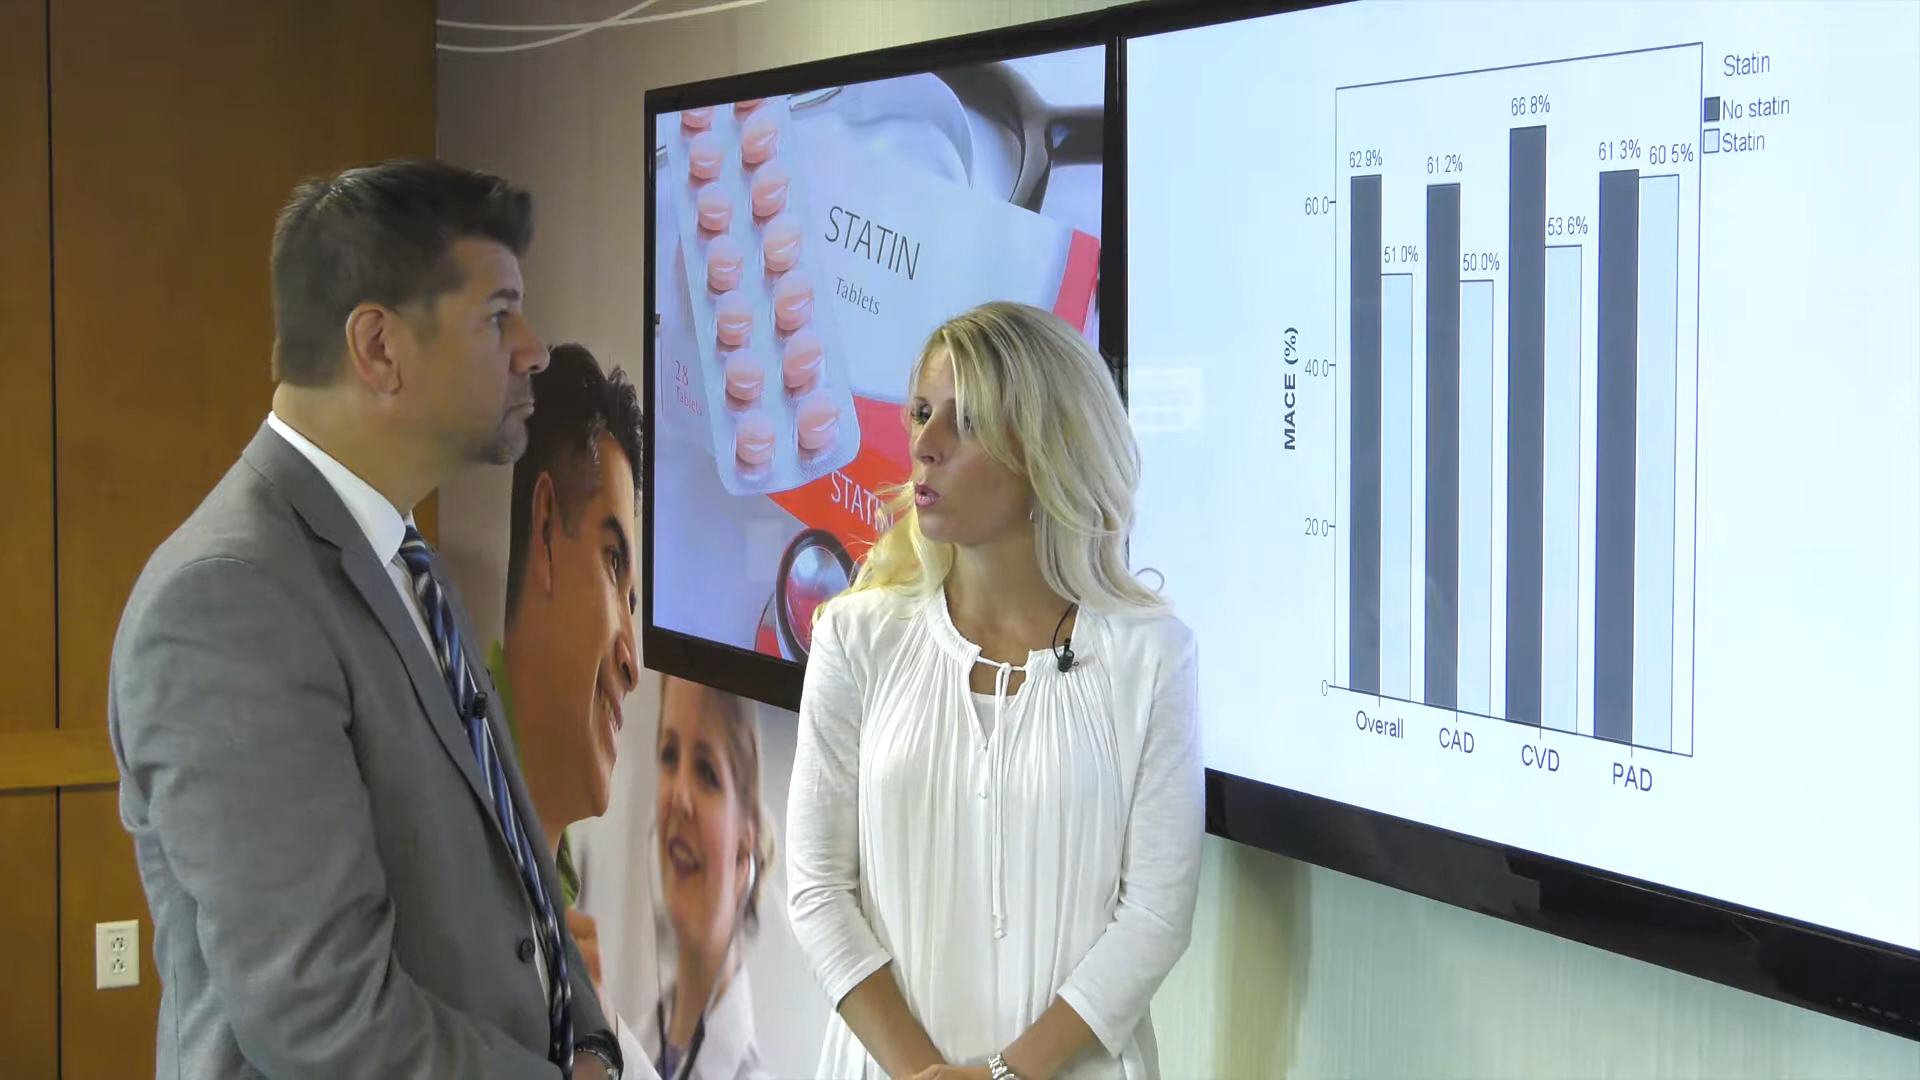 STATIN
Tablets
28
Tablets
Statin
No statin
Statin
66.8%
62.9%
61.2%
61.3%
60.5%
53.6%
51.0%
50.0%
60.0
40.0
20.0
0
MACE (%)
Overall
CAD
CVD
PAD